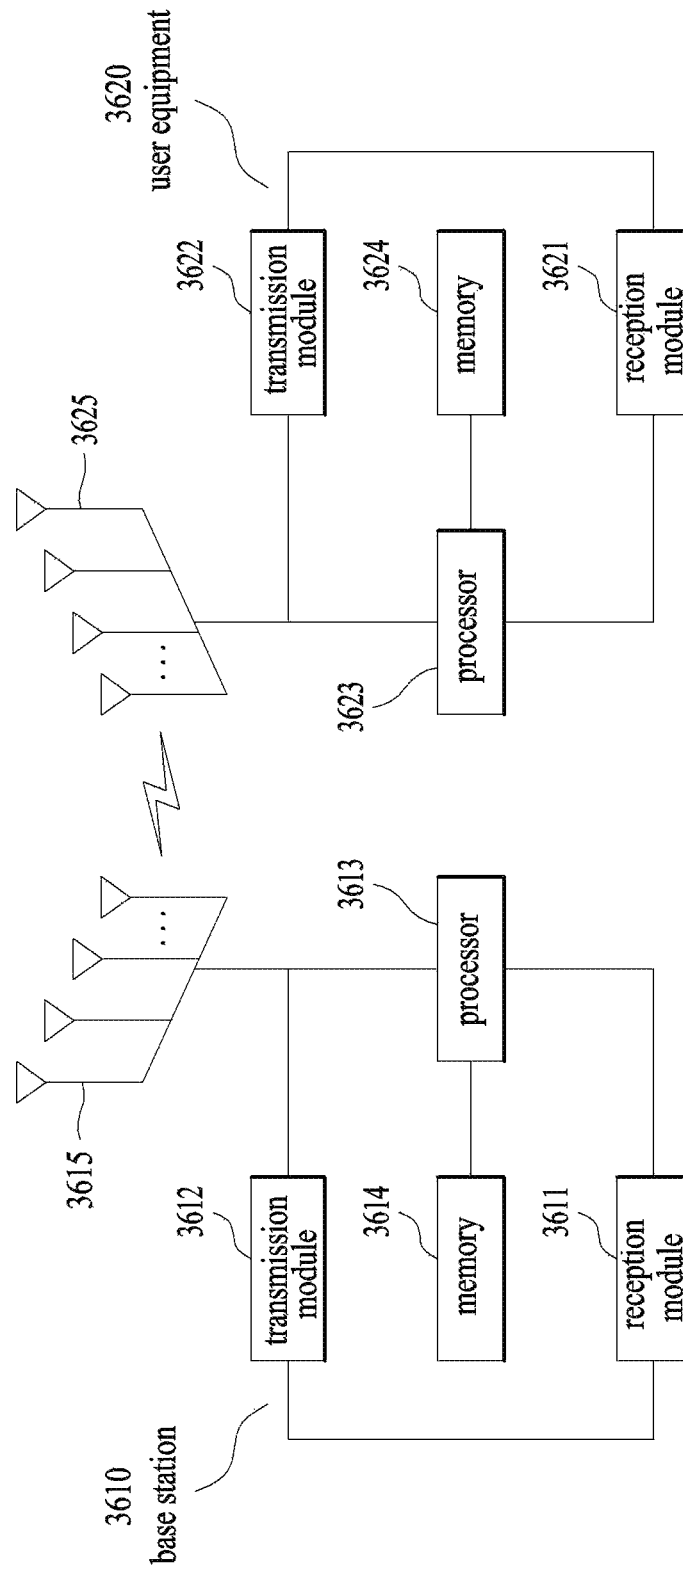 3610
base station
3615
3612
transmission
module
3614
memory
3611
reception
module
3613
processor
. . .
3620
user equipment
3625
. . .
3622
transmission
module
3624
memory
3621
reception
module
3623
processor